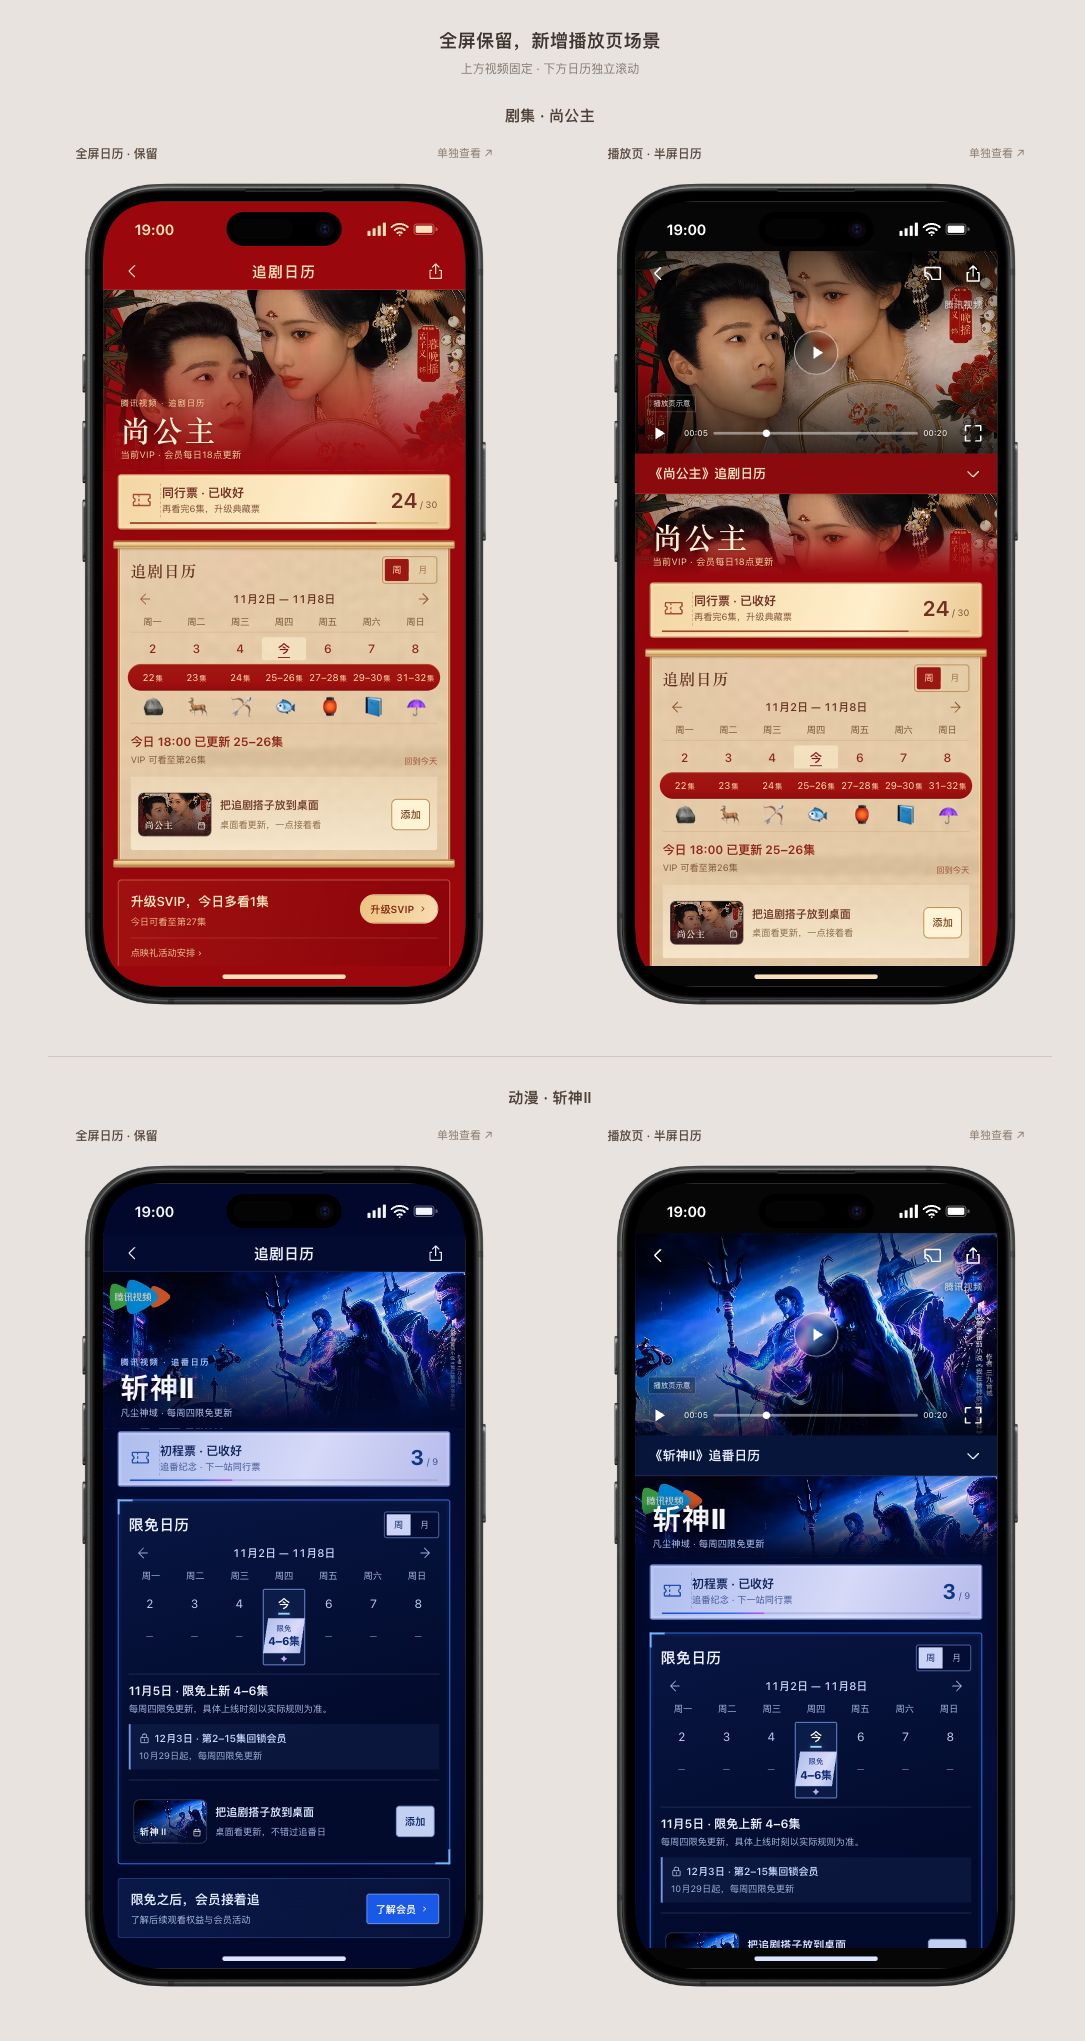 全屏保留，新增播放页场景
上方视频固定 · 下方日历独立滚动
剧集 · 尚公主
全屏日历 · 保留
单独查看 ↗
19:00
追剧日历
腾讯视频 · 追剧日历
尚公主
当前VIP · 会员每日18点更新
同行票 · 已收好
再看完6集，升级典藏票
24 / 30
追剧日历
周 月
← 11月2日 — 11月8日 →
周一 周二 周三 周四 周五 周六 周日
2 3 4 今 6 7 8
22集 23集 24集 25–26集 27–28集 29–30集 31–32集
今日 18:00 已更新 25–26集
VIP 可看至第26集
回到今天
尚公主
把追剧搭子放到桌面
桌面看更新，一点接着看
添加
升级SVIP，今日多看1集
今日可看至第27集
升级SVIP ›
点映礼活动安排 ›
播放页 · 半屏日历
单独查看 ↗
19:00
腾讯视频
播放页示意
00:05
00:20
《尚公主》追剧日历
尚公主
当前VIP · 会员每日18点更新
同行票 · 已收好
再看完6集，升级典藏票
24 / 30
追剧日历
周 月
← 11月2日 — 11月8日 →
周一 周二 周三 周四 周五 周六 周日
2 3 4 今 6 7 8
22集 23集 24集 25–26集 27–28集 29–30集 31–32集
今日 18:00 已更新 25–26集
VIP 可看至第26集
回到今天
尚公主
把追剧搭子放到桌面
桌面看更新，一点接着看
添加
动漫 · 斩神II
全屏日历 · 保留
单独查看 ↗
19:00
追剧日历
腾讯视频
腾讯视频 · 追番日历
斩神II
凡尘神域 · 每周四限免更新
初程票 · 已收好
追番纪念 · 下一站同行票
3 / 9
限免日历
周 月
← 11月2日 — 11月8日 →
周一 周二 周三 周四 周五 周六 周日
2 3 4 今 6 7 8
– – – 限免 – – –
4–6集
11月5日 · 限免上新 4–6集
每周四限免更新，具体上线时刻以实际规则为准。
12月3日 · 第2–15集回锁会员
10月29日起，每周四限免更新
斩神 II
把追剧搭子放到桌面
桌面看更新，不错过追番日
添加
限免之后，会员接着追
了解后续观看权益与会员活动
了解会员 ›
播放页 · 半屏日历
单独查看 ↗
19:00
腾讯视频
播放页示意
00:05
00:20
《斩神II》追番日历
腾讯视频
斩神II
凡尘神域 · 每周四限免更新
初程票 · 已收好
追番纪念 · 下一站同行票
3 / 9
限免日历
周 月
← 11月2日 — 11月8日 →
周一 周二 周三 周四 周五 周六 周日
2 3 4 今 6 7 8
– – – 限免 – – –
4–6集
11月5日 · 限免上新 4–6集
每周四限免更新，具体上线时刻以实际规则为准。
12月3日 · 第2–15集回锁会员
10月29日起，每周四限免更新
把追剧搭子放到桌面